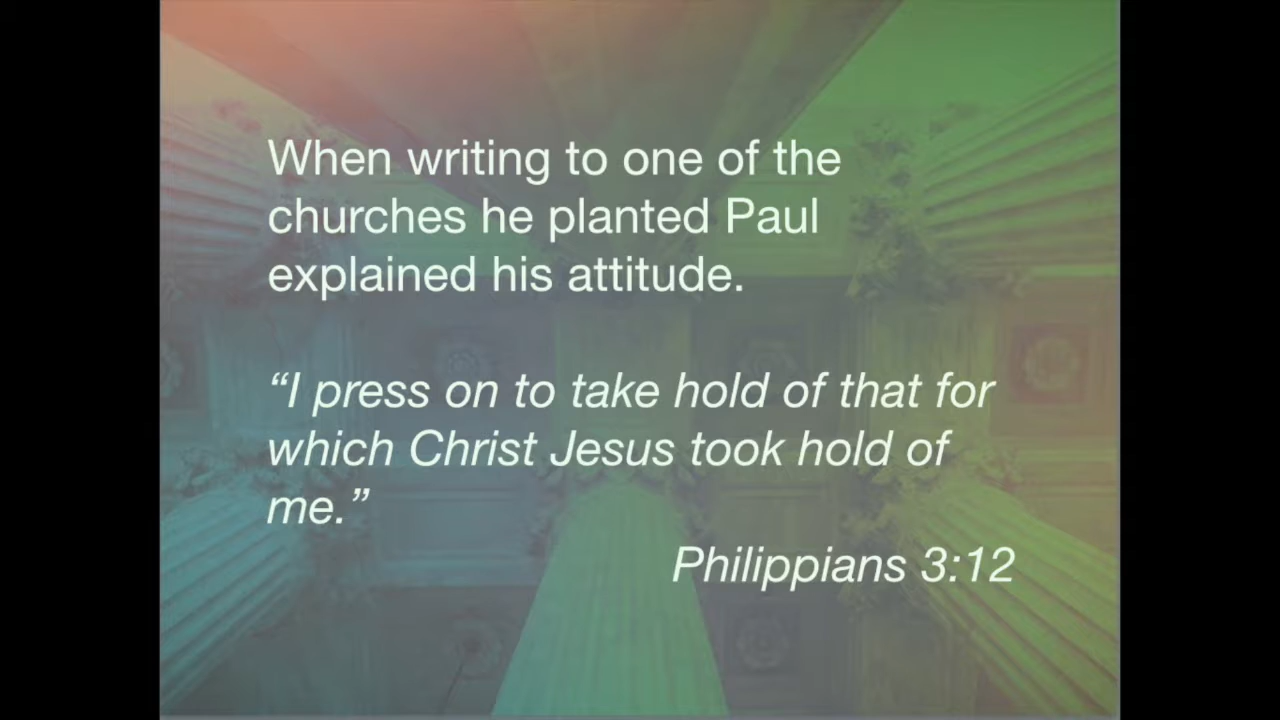 When writing to one of the
churches he planted Paul
explained his attitude.
“I press on to take hold of that for
which Christ Jesus took hold of
me.”
Philippians 3:12